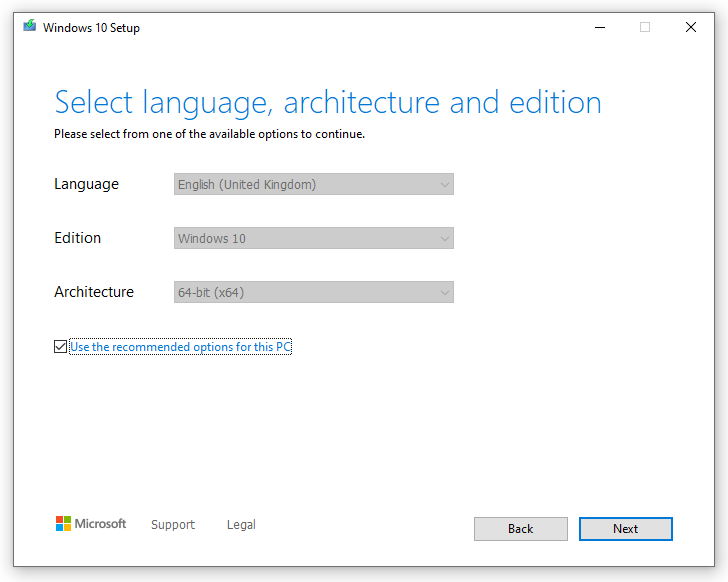 Windows 10 Setup
Select language, architecture and edition
Please select from one of the available options to continue.
Language English (United Kingdom)
Edition Windows 10
Architecture 64-bit (x64)
Use the recommended options for this PC
Microsoft Support Legal Back Next